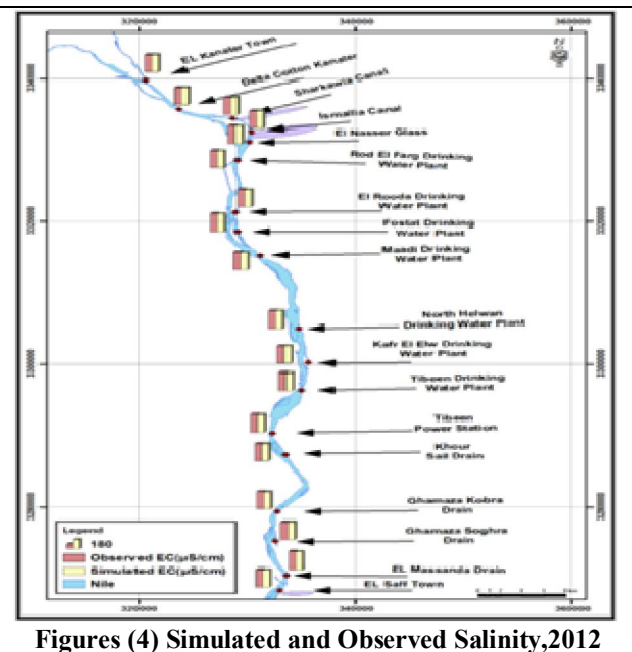 320000 340000 360000
EL Kanater Town
Delta Cotton Kanater
Sharkawia Canal
Ismailia Canal
El Nasser Glass
Rod El Farg Drinking
Water Plant
El Rooda Drinking
Water Plant
Fostat Drinking
Water Plant
Maadi Drinking
Water Plant
North Helwan
Drinking Water Plant
Kafr El Elw Drinking
Water Plant
Tibeen Drinking
Water Plant
Tibeen
Power Station
Khour
Sail Drain
Ghamaza Kobra
Drain
Ghamaza Soghra
Drain
EL Massanda Drain
EL Saff Town
Legend
180
Observed EC(µS/cm)
Simulated EC(µS/cm)
Nile
320000 340000 360000
Figures (4) Simulated and Observed Salinity,2012